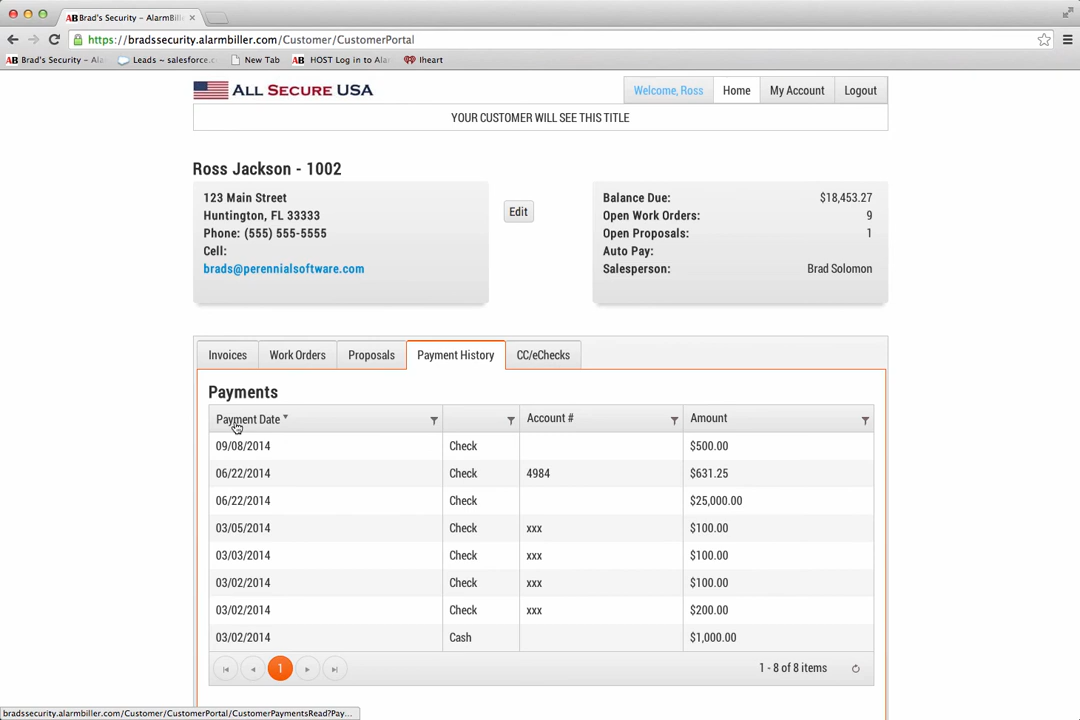 AB Brad's Security – AlarmBill
https://bradssecurity.alarmbiller.com/Customer/CustomerPortal
AB Brad's Security – Ala Leads ~ salesforce.c New Tab AB HOST Log in to Ala Iheart
ALL SECURE USA Welcome, Ross Home My Account Logout
YOUR CUSTOMER WILL SEE THIS TITLE
Ross Jackson - 1002
123 Main Street
Huntington, FL 33333
Phone: (555) 555-5555
Cell:
brads@perennialsoftware.com
Edit
Balance Due: $18,453.27
Open Work Orders: 9
Open Proposals: 1
Auto Pay:
Salesperson: Brad Solomon
Invoices Work Orders Proposals Payment History CC/eChecks
Payments
Payment Date Account # Amount
09/08/2014 Check $500.00
06/22/2014 Check 4984 $631.25
06/22/2014 Check $25,000.00
03/05/2014 Check xxx $100.00
03/03/2014 Check xxx $100.00
03/02/2014 Check xxx $100.00
03/02/2014 Check xxx $200.00
03/02/2014 Cash $1,000.00
1 1 - 8 of 8 items
bradssecurity.alarmbiller.com/Customer/CustomerPortal/CustomerPaymentsRead?Pay...